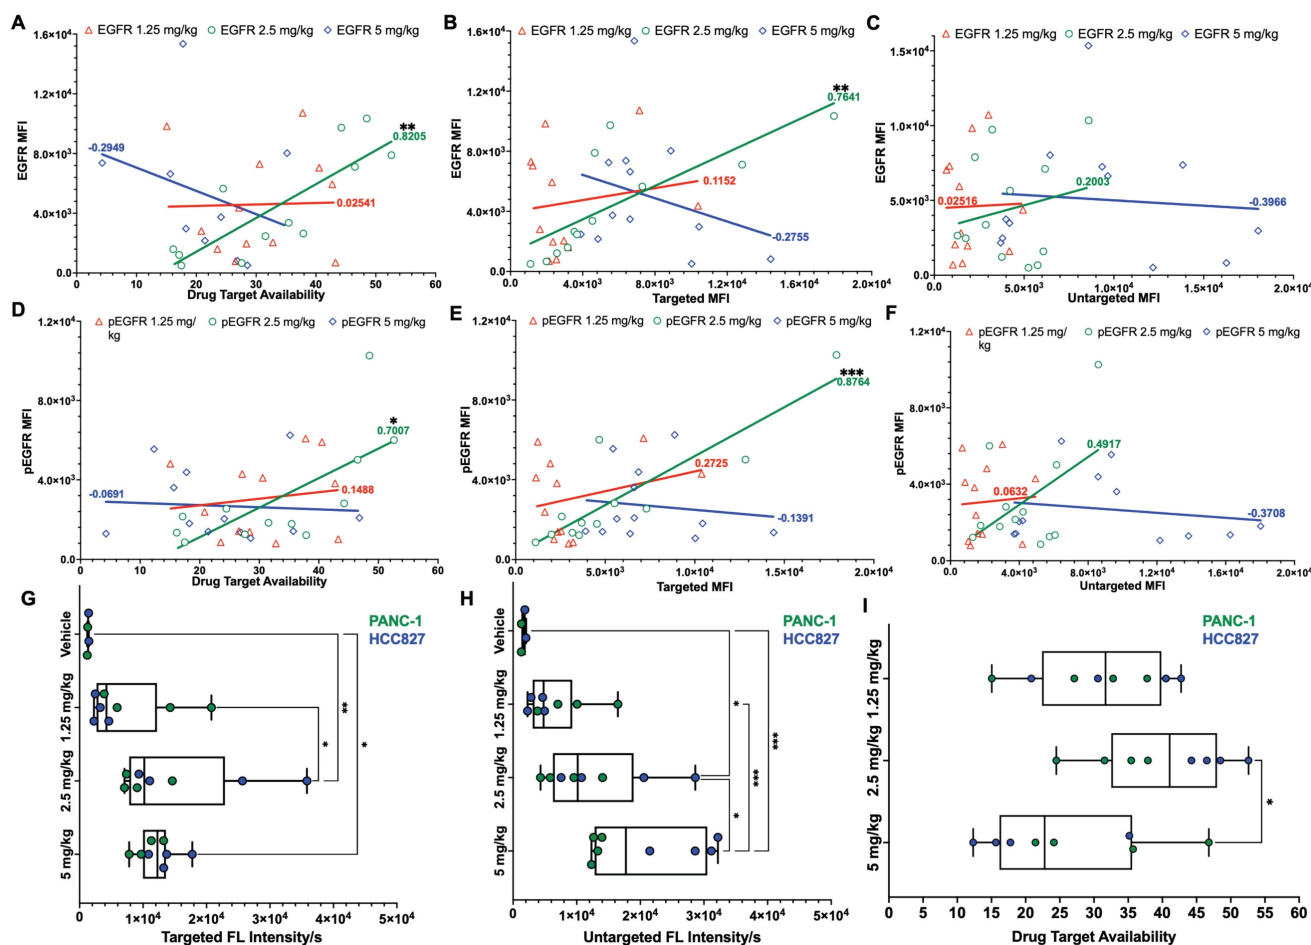 A
EGFR 1.25 mg/kg EGFR 2.5 mg/kg EGFR 5 mg/kg
1.6×10⁴
1.2×10⁴
8.0×10³
4.0×10³
0.0
EGFR MFI
-0.2949
**
0.8205
0.02541
0 10 20 30 40 50 60
Drug Target Availability
B
EGFR 1.25 mg/kg EGFR 2.5 mg/kg EGFR 5 mg/kg
1.6×10⁴
1.2×10⁴
8.0×10³
4.0×10³
0.0
EGFR MFI
**
0.7641
0.1152
-0.2755
0.0 4.0×10³ 8.0×10³ 1.2×10⁴ 1.6×10⁴ 2.0×10⁴
Targeted MFI
C
EGFR 1.25 mg/kg EGFR 2.5 mg/kg EGFR 5 mg/kg
1.5×10⁴
1.0×10⁴
5.0×10³
0.0
EGFR MFI
0.2003
0.02516
-0.3966
0.0 5.0×10³ 1.0×10⁴ 1.5×10⁴ 2.0×10⁴
Untargeted MFI
D
pEGFR 1.25 mg/kg pEGFR 2.5 mg/kg pEGFR 5 mg/kg
1.2×10⁴
8.0×10³
4.0×10³
0.0
pEGFR MFI
*
0.7007
-0.0691
0.1488
0 10 20 30 40 50 60
Drug Target Availability
E
pEGFR 1.25 mg/kg pEGFR 2.5 mg/kg pEGFR 5 mg/kg
1.2×10⁴
8.0×10³
4.0×10³
0.0
pEGFR MFI
***
0.8764
0.2725
-0.1391
0.0 5.0×10³ 1.0×10⁴ 1.5×10⁴ 2.0×10⁴
Targeted MFI
F
pEGFR 1.25 mg/
kg
pEGFR 2.5 mg/kg pEGFR 5 mg/kg
1.2×10⁴
8.0×10³
4.0×10³
0.0
pEGFR MFI
0.4917
0.0632
-0.3708
0.0 4.0×10³ 8.0×10³ 1.2×10⁴ 1.6×10⁴ 2.0×10⁴
Untargeted MFI
G
PANC-1
HCC827
Vehicle
1.25 mg/kg
2.5 mg/kg
5 mg/kg
*
**
*
0 1×10⁴ 2×10⁴ 3×10⁴ 4×10⁴ 5×10⁴
Targeted FL Intensity/s
H
PANC-1
HCC827
Vehicle
1.25 mg/kg
2.5 mg/kg
5 mg/kg
*
*
***
***
0 1×10⁴ 2×10⁴ 3×10⁴ 4×10⁴ 5×10⁴
Untargeted FL Intensity/s
I
PANC-1
HCC827
1.25 mg/kg
2.5 mg/kg
5 mg/kg
*
0 10 15 20 25 30 35 40 45 50 55 60
Drug Target Availability